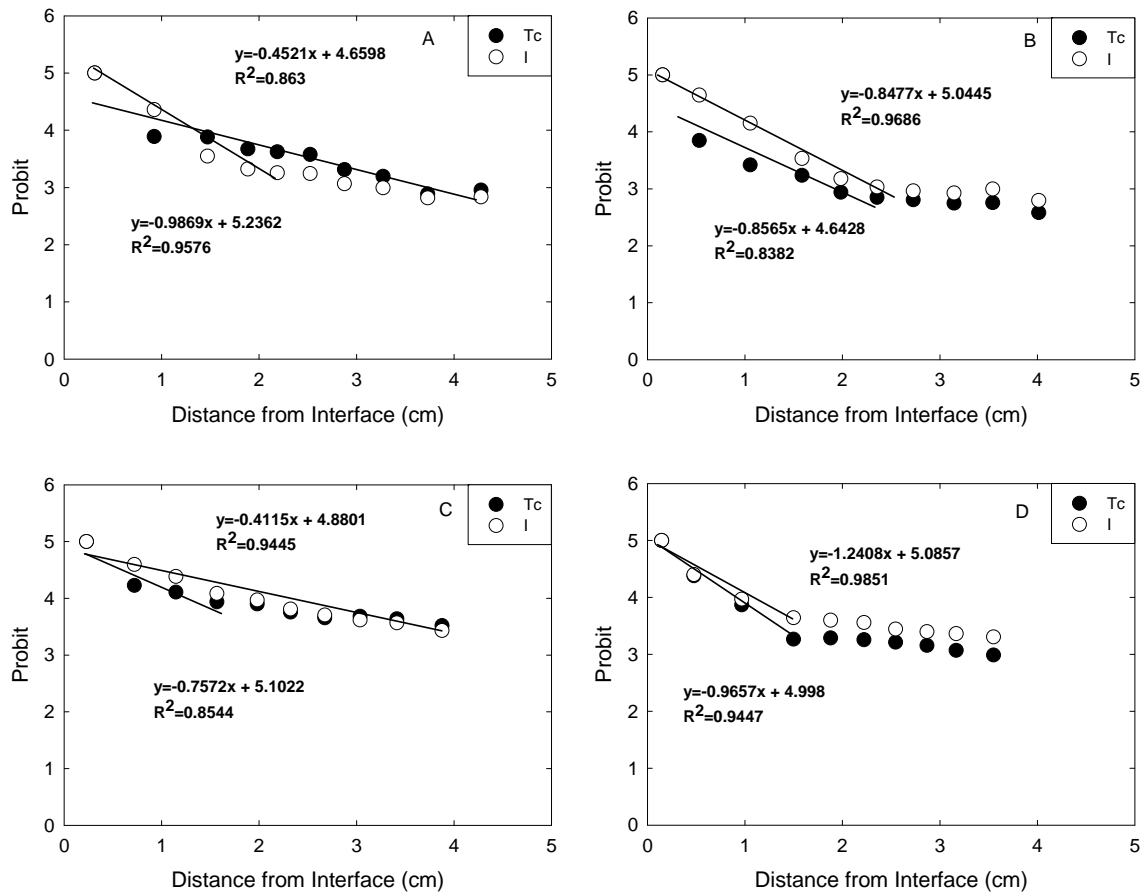 A
Tc
I
y=-0.4521x + 4.6598
R2=0.863
y=-0.9869x + 5.2362
R2=0.9576
Probit
6
5
4
3
2
1
0
0 1 2 3 4 5
Distance from Interface (cm)
B
Tc
I
y=-0.8477x + 5.0445
R2=0.9686
y=-0.8565x + 4.6428
R2=0.8382
Probit
6
5
4
3
2
1
0
0 1 2 3 4 5
Distance from Interface (cm)
C
Tc
I
y=-0.4115x + 4.8801
R2=0.9445
y=-0.7572x + 5.1022
R2=0.8544
Probit
6
5
4
3
2
1
0
0 1 2 3 4 5
Distance from Interface (cm)
D
Tc
I
y=-1.2408x + 5.0857
R2=0.9851
y=-0.9657x + 4.998
R2=0.9447
Probit
6
5
4
3
2
1
0
0 1 2 3 4 5
Distance from Interface (cm)